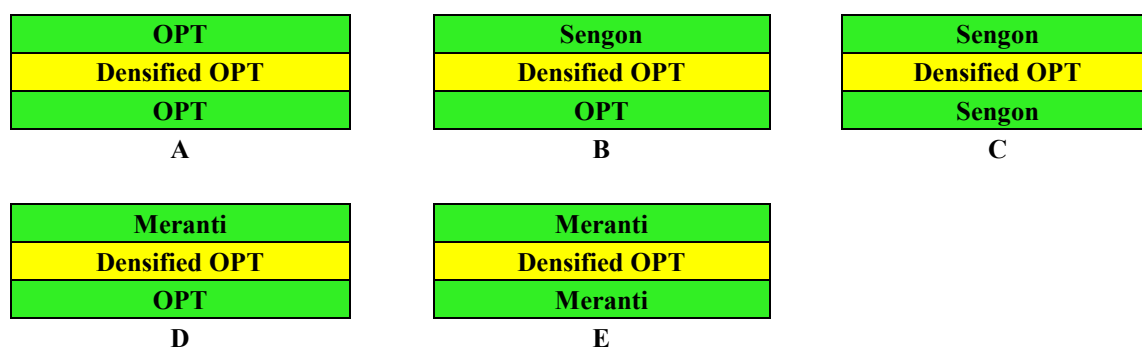 OPT
Densified OPT
OPT
A
Sengon
Densified OPT
OPT
B
Sengon
Densified OPT
Sengon
C
Meranti
Densified OPT
OPT
D
Meranti
Densified OPT
Meranti
E